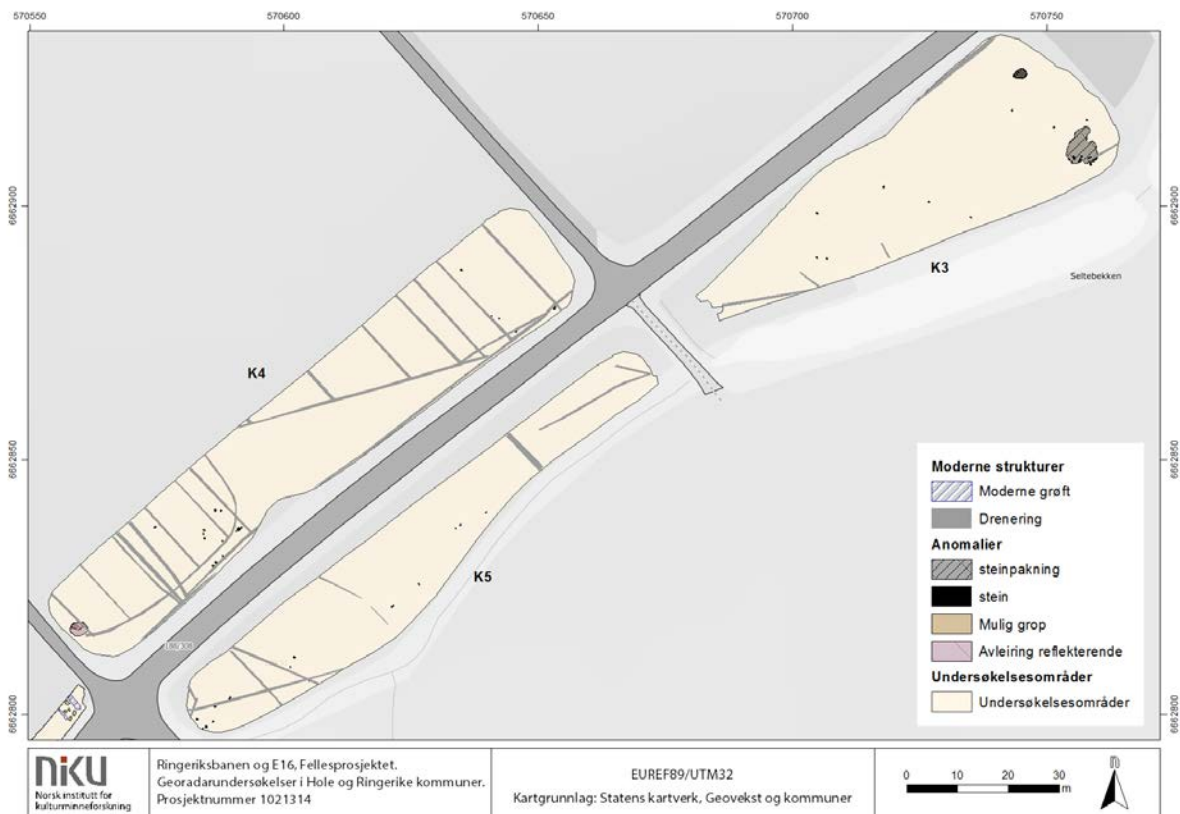 570550 570600 570650 570700 570750
6662900 6662900
K3
Seltebekken
K4
6662850 6662850
K5
6662800 6662800
Moderne strukturer
Moderne grøft
Drenering
Anomalier
steinpakning
stein
Mulig grop
Avleiring reflekterende
Undersøkelsesområder
Undersøkelsesområder
niku
Norsk institutt for
kulturminneforskning
Ringeriksbanen og E16, Fellesprosjektet.
Georadarundersøkelser i Hole og Ringerike kommuner.
Prosjektnummer 1021314
EUREF89/UTM32
Kartgrunnlag: Statens kartverk, Geovekst og kommuner
0 10 20 30
m
n